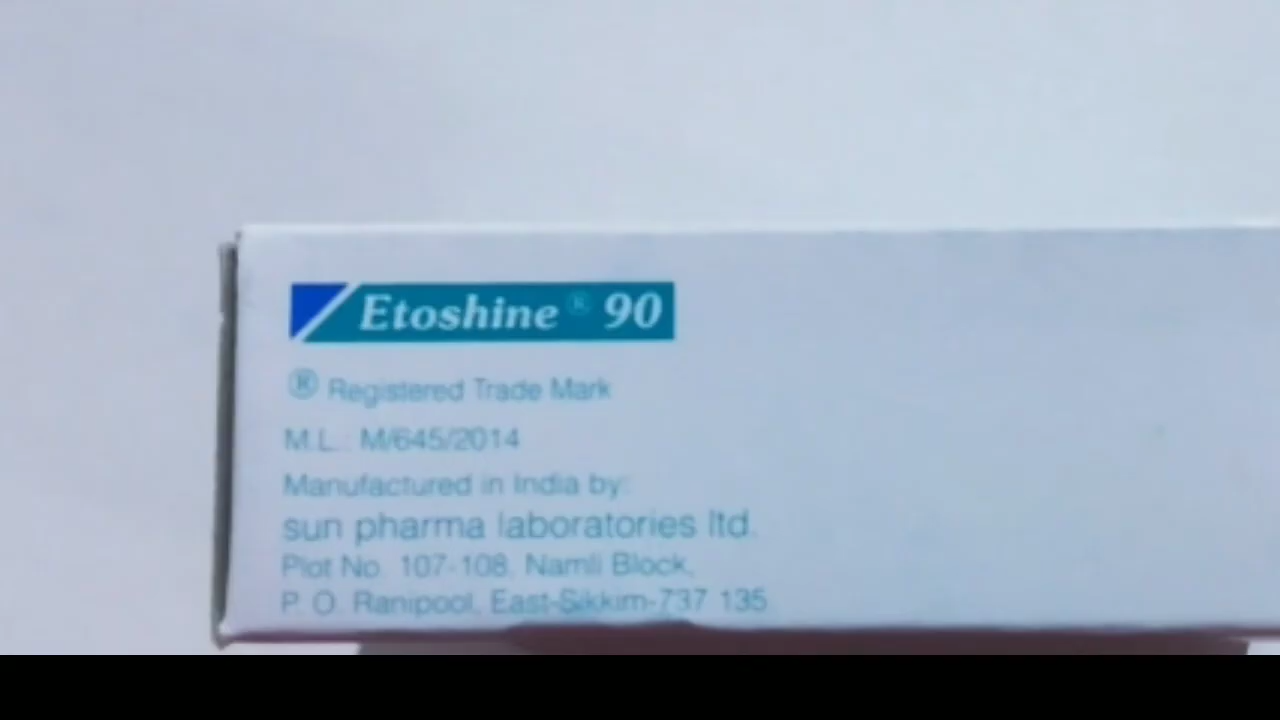 Etoshine ® 90
® Registered Trade Mark
M.L.: M/645/2014
Manufactured in India by:
sun pharma laboratories ltd.
Plot No. 107-108, Namli Block,
P. O. Ranipool, East-Sikkim-737 135